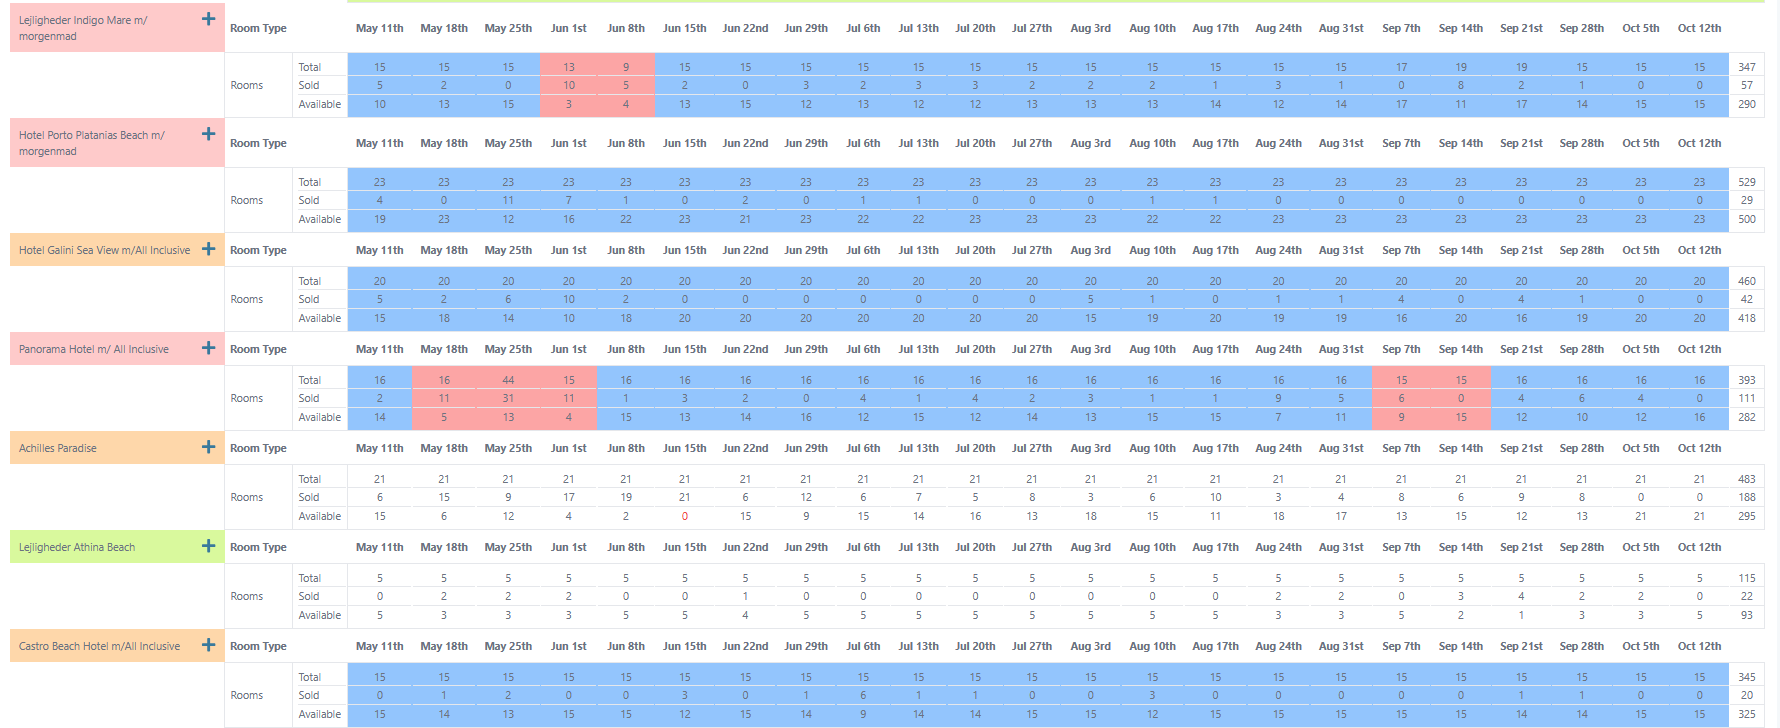 Lejligheder Indigo Mare m/ morgenmad Room Type May 11th May 18th May 25th Jun 1st Jun 8th Jun 15th Jun 22nd Jun 29th Jul 6th Jul 13th Jul 20th Jul 27th Aug 3rd Aug 10th Aug 17th Aug 24th Aug 31st Sep 7th Sep 14th Sep 21st Sep 28th Oct 5th Oct 12th
Total 15 15 15 13 9 15 15 15 15 15 15 15 15 15 15 15 15 17 19 19 15 15 15 347
Rooms Sold 5 2 0 10 5 2 0 3 2 3 3 2 2 2 1 3 1 0 8 2 1 0 0 57
Available 10 13 15 3 4 13 15 12 13 12 12 13 13 13 14 12 14 17 11 17 14 15 15 290
Hotel Porto Platanias Beach m/ morgenmad Room Type May 11th May 18th May 25th Jun 1st Jun 8th Jun 15th Jun 22nd Jun 29th Jul 6th Jul 13th Jul 20th Jul 27th Aug 3rd Aug 10th Aug 17th Aug 24th Aug 31st Sep 7th Sep 14th Sep 21st Sep 28th Oct 5th Oct 12th
Total 23 23 23 23 23 23 23 23 23 23 23 23 23 23 23 23 23 23 23 23 23 23 23 529
Rooms Sold 4 0 11 7 1 0 2 0 1 1 0 0 0 1 1 0 0 0 0 0 0 0 0 29
Available 19 23 12 16 22 23 21 23 22 22 23 23 23 22 22 23 23 23 23 23 23 23 23 500
Hotel Galini Sea View m/All Inclusive Room Type May 11th May 18th May 25th Jun 1st Jun 8th Jun 15th Jun 22nd Jun 29th Jul 6th Jul 13th Jul 20th Jul 27th Aug 3rd Aug 10th Aug 17th Aug 24th Aug 31st Sep 7th Sep 14th Sep 21st Sep 28th Oct 5th Oct 12th
Total 20 20 20 20 20 20 20 20 20 20 20 20 20 20 20 20 20 20 20 20 20 20 20 460
Rooms Sold 5 2 6 10 2 0 0 0 0 0 0 0 5 1 0 1 1 4 0 4 1 0 0 42
Available 15 18 14 10 18 20 20 20 20 20 20 20 15 19 20 19 19 16 20 16 19 20 20 418
Panorama Hotel m/ All Inclusive Room Type May 11th May 18th May 25th Jun 1st Jun 8th Jun 15th Jun 22nd Jun 29th Jul 6th Jul 13th Jul 20th Jul 27th Aug 3rd Aug 10th Aug 17th Aug 24th Aug 31st Sep 7th Sep 14th Sep 21st Sep 28th Oct 5th Oct 12th
Total 16 16 44 15 16 16 16 16 16 16 16 16 16 16 16 16 16 15 15 16 16 16 16 393
Rooms Sold 2 11 31 11 1 3 2 0 4 1 4 2 3 1 1 9 5 6 0 4 6 4 0 111
Available 14 5 13 4 15 13 14 16 12 15 12 14 13 15 15 7 11 9 15 12 10 12 16 282
Achilles Paradise Room Type May 11th May 18th May 25th Jun 1st Jun 8th Jun 15th Jun 22nd Jun 29th Jul 6th Jul 13th Jul 20th Jul 27th Aug 3rd Aug 10th Aug 17th Aug 24th Aug 31st Sep 7th Sep 14th Sep 21st Sep 28th Oct 5th Oct 12th
Total 21 21 21 21 21 21 21 21 21 21 21 21 21 21 21 21 21 21 21 21 21 21 21 483
Rooms Sold 6 15 9 17 19 21 6 12 6 7 5 8 3 6 10 3 4 8 6 9 8 0 0 188
Available 15 6 12 4 2 0 15 9 15 14 16 13 18 15 11 18 17 13 15 12 13 21 21 295
Lejligheder Athina Beach Room Type May 11th May 18th May 25th Jun 1st Jun 8th Jun 15th Jun 22nd Jun 29th Jul 6th Jul 13th Jul 20th Jul 27th Aug 3rd Aug 10th Aug 17th Aug 24th Aug 31st Sep 7th Sep 14th Sep 21st Sep 28th Oct 5th Oct 12th
Total 5 5 5 5 5 5 5 5 5 5 5 5 5 5 5 5 5 5 5 5 5 5 5 115
Rooms Sold 0 2 2 2 0 0 1 0 0 0 0 0 0 0 0 2 2 0 3 4 2 2 0 22
Available 5 3 3 3 5 5 4 5 5 5 5 5 5 5 5 3 3 5 2 1 3 3 5 93
Castro Beach Hotel m/All Inclusive Room Type May 11th May 18th May 25th Jun 1st Jun 8th Jun 15th Jun 22nd Jun 29th Jul 6th Jul 13th Jul 20th Jul 27th Aug 3rd Aug 10th Aug 17th Aug 24th Aug 31st Sep 7th Sep 14th Sep 21st Sep 28th Oct 5th Oct 12th
Total 15 15 15 15 15 15 15 15 15 15 15 15 15 15 15 15 15 15 15 15 15 15 15 345
Rooms Sold 0 1 2 0 0 3 0 1 6 1 1 0 0 3 0 0 0 0 0 1 1 0 0 20
Available 15 14 13 15 15 12 15 14 9 14 14 15 15 12 15 15 15 15 15 14 14 15 15 325